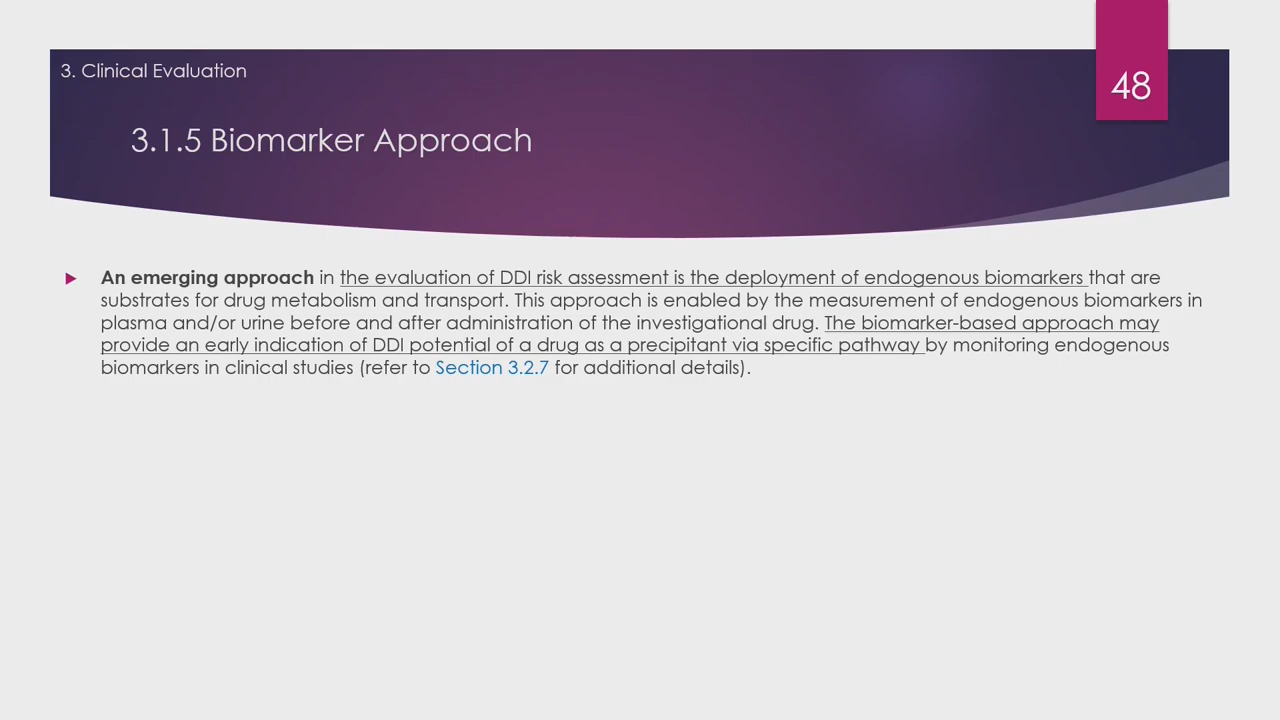 3. Clinical Evaluation
48
3.1.5 Biomarker Approach
An emerging approach in the evaluation of DDI risk assessment is the deployment of endogenous biomarkers that are
substrates for drug metabolism and transport. This approach is enabled by the measurement of endogenous biomarkers in
plasma and/or urine before and after administration of the investigational drug. The biomarker-based approach may
provide an early indication of DDI potential of a drug as a precipitant via specific pathway by monitoring endogenous
biomarkers in clinical studies (refer to Section 3.2.7 for additional details).